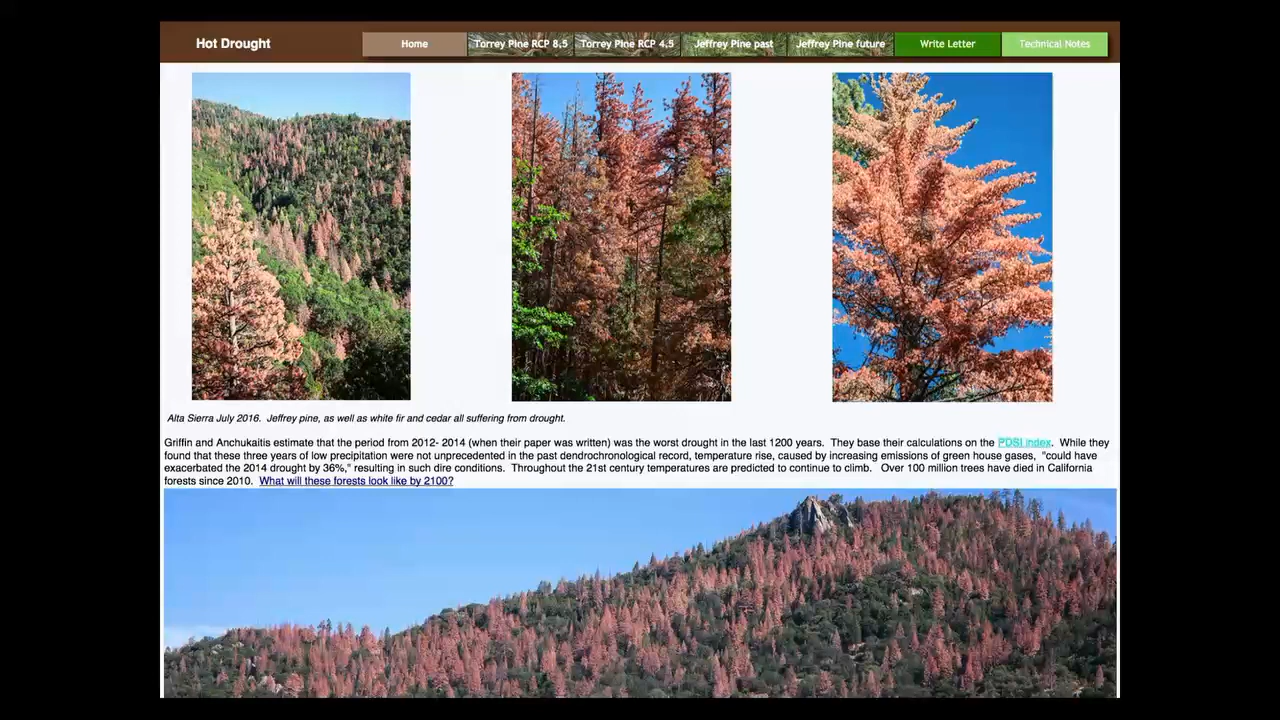 Hot Drought
Home
Torrey Pine RCP 8.5
Torrey Pine RCP 4.5
Jeffrey Pine past
Jeffrey Pine future
Write Letter
Technical Notes
Alta Sierra July 2016. Jeffrey pine, as well as white fir and cedar all suffering from drought.
Griffin and Anchukaitis estimate that the period from 2012- 2014 (when their paper was written) was the worst drought in the last 1200 years. They base their calculations on the PDSI index. While they
found that these three years of low precipitation were not unprecedented in the past dendrochronological record, temperature rise, caused by increasing emissions of green house gases, "could have
exacerbated the 2014 drought by 36%," resulting in such dire conditions. Throughout the 21st century temperatures are predicted to continue to climb. Over 100 million trees have died in California
forests since 2010. What will these forests look like by 2100?